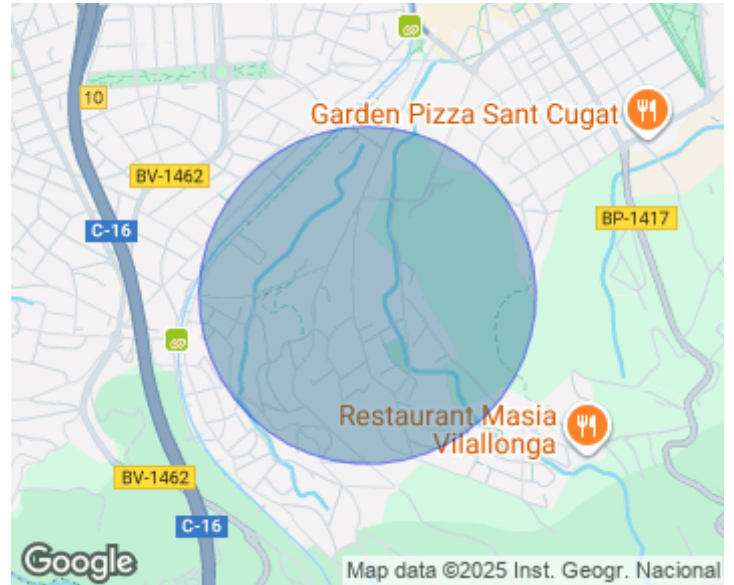 10
Garden Pizza Sant Cugat
BV-1462
BP-1417
C-16
Restaurant Masia
Vilallonga
BV-1462
C-16
Google
Map data ©2025 Inst. Geogr. Nacional